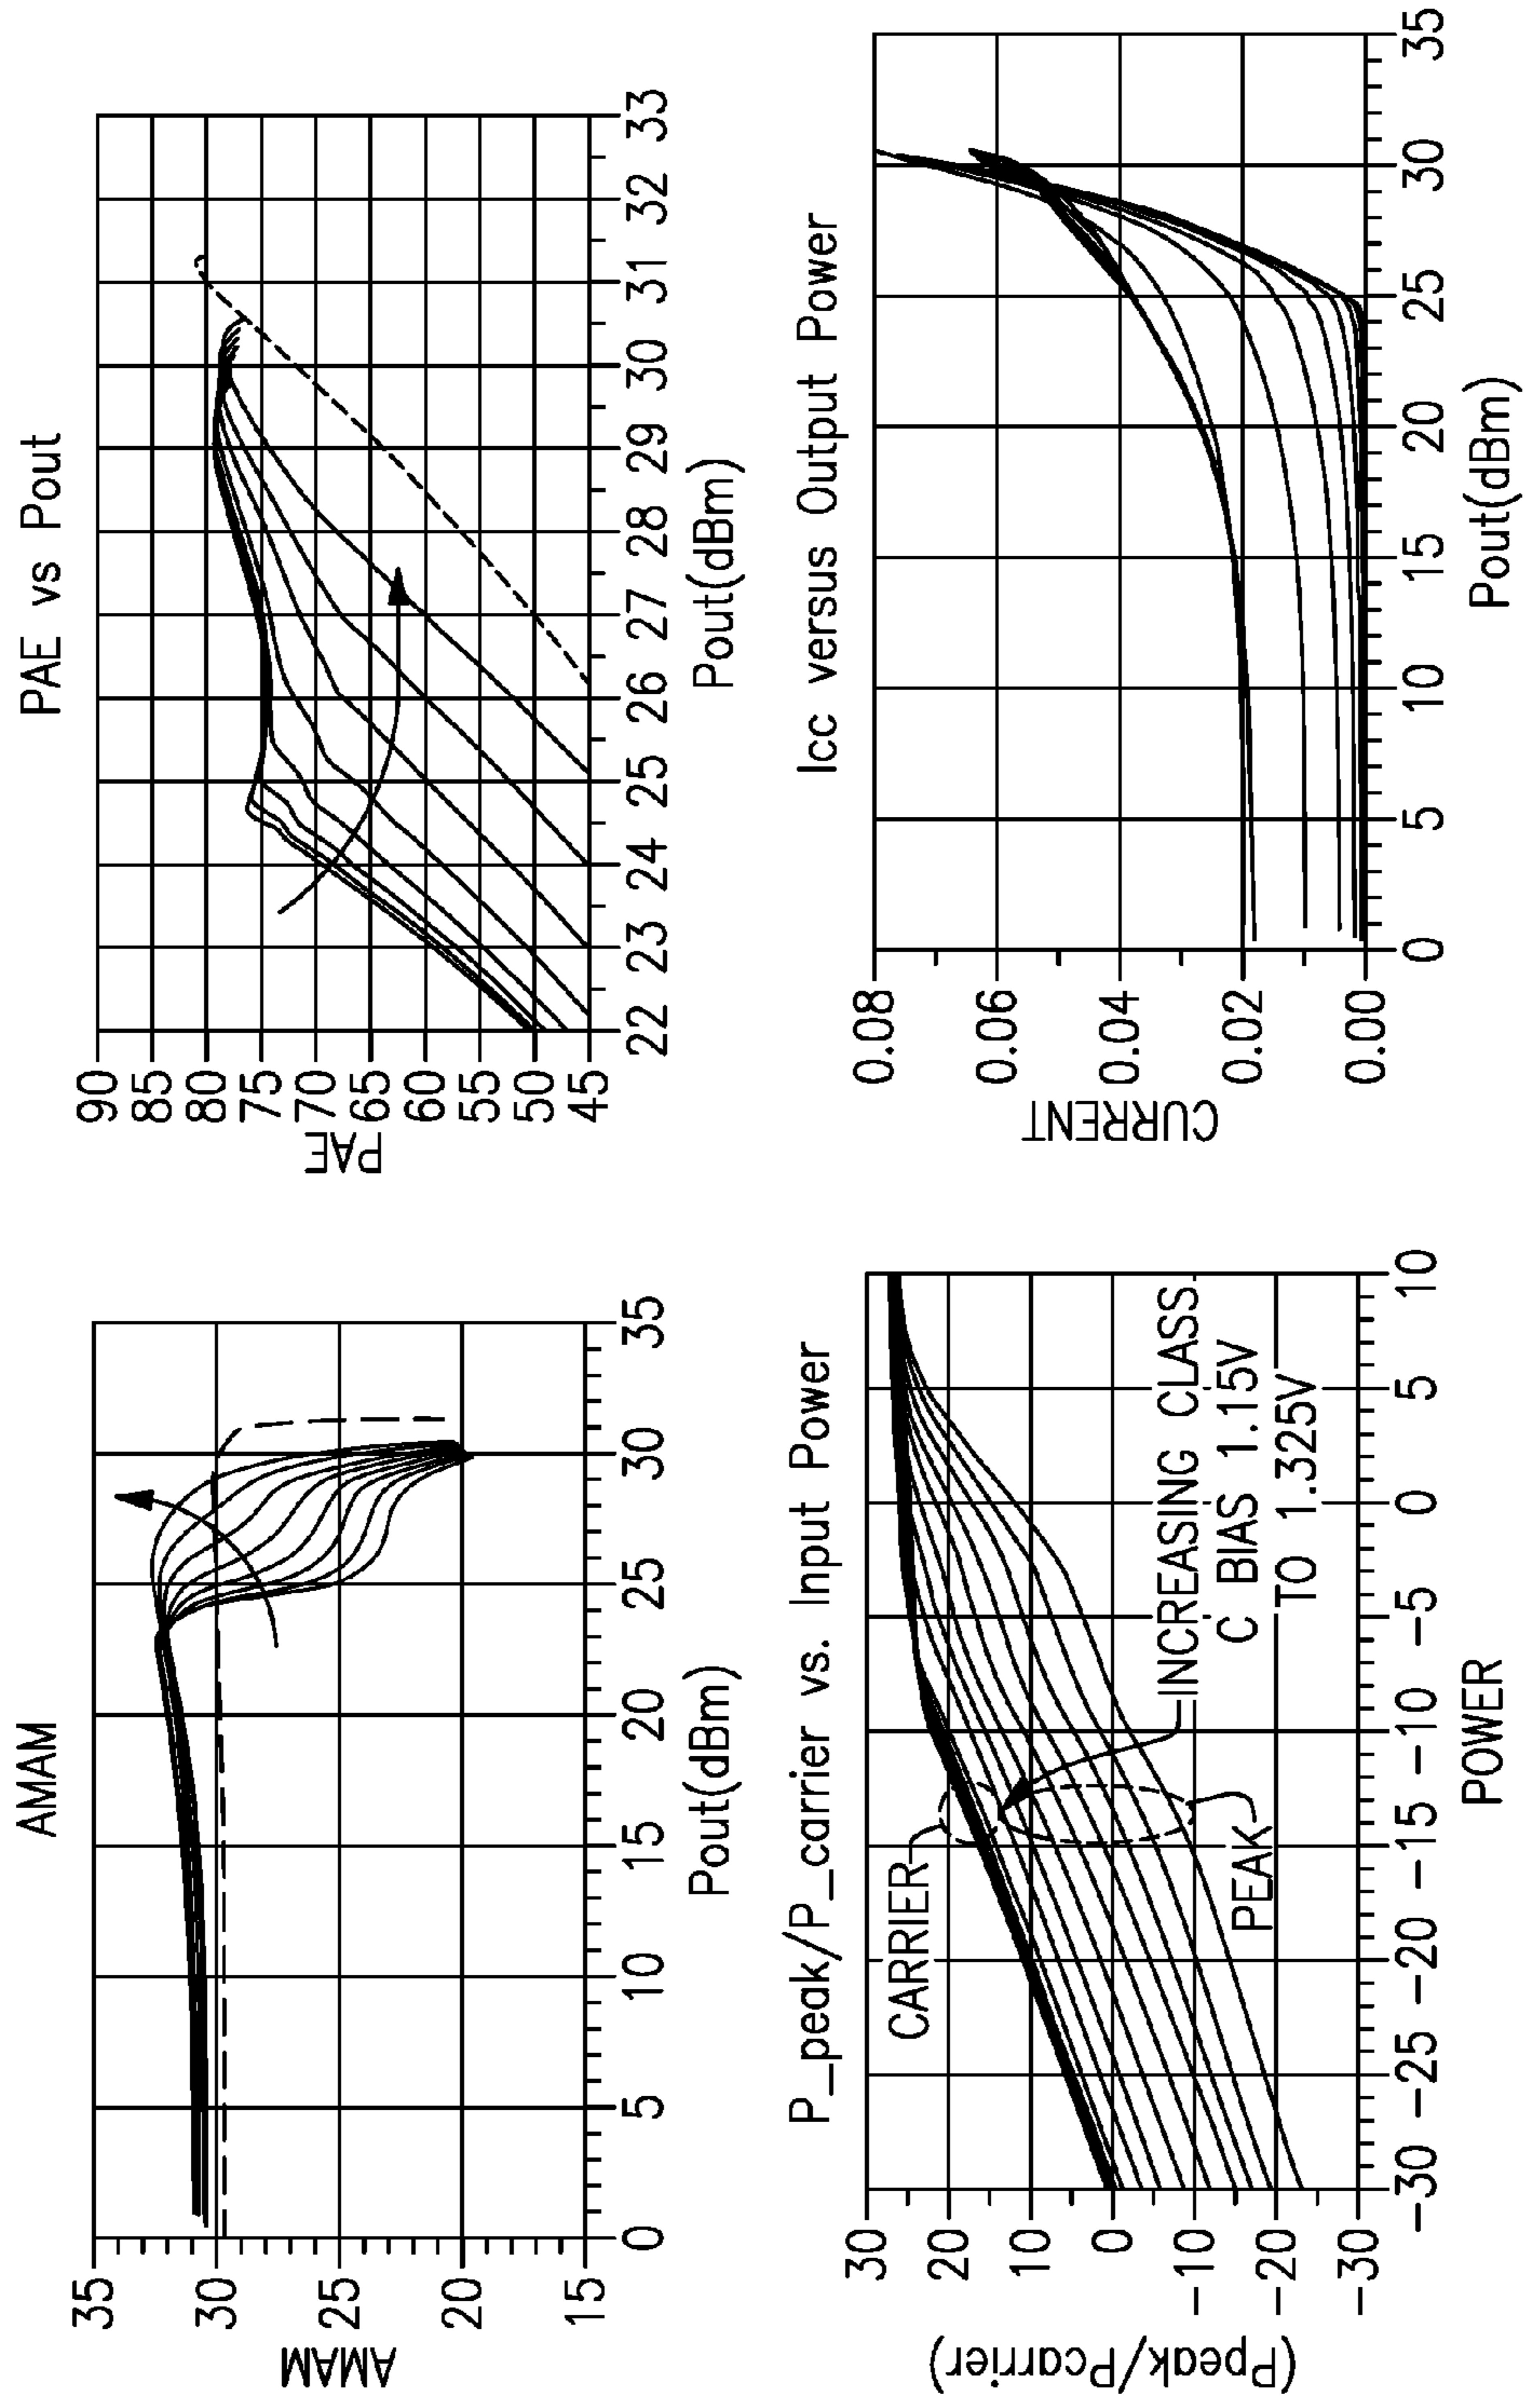 AMAM
AMAM
35
30
25
20
15
0 5 10 15 20 25 30 35
Pout(dBm)
PAE vs Pout
PAE
90
85
80
75
70
65
60
55
50
45
22 23 24 25 26 27 28 29 30 31 32 33
Pout(dBm)
P_peak/P_carrier vs. Input Power
(Ppeak/Pcarrier)
30
20
10
0
-10
-20
-30
CARRIER
PEAK
INCREASING CLASS
C BIAS 1.15V
TO 1.325V
-30 -25 -20 -15 -10 -5 0 5 10
POWER
Icc versus Output Power
CURRENT
0.08
0.06
0.04
0.02
0.00
0 5 10 15 20 25 30 35
Pout(dBm)